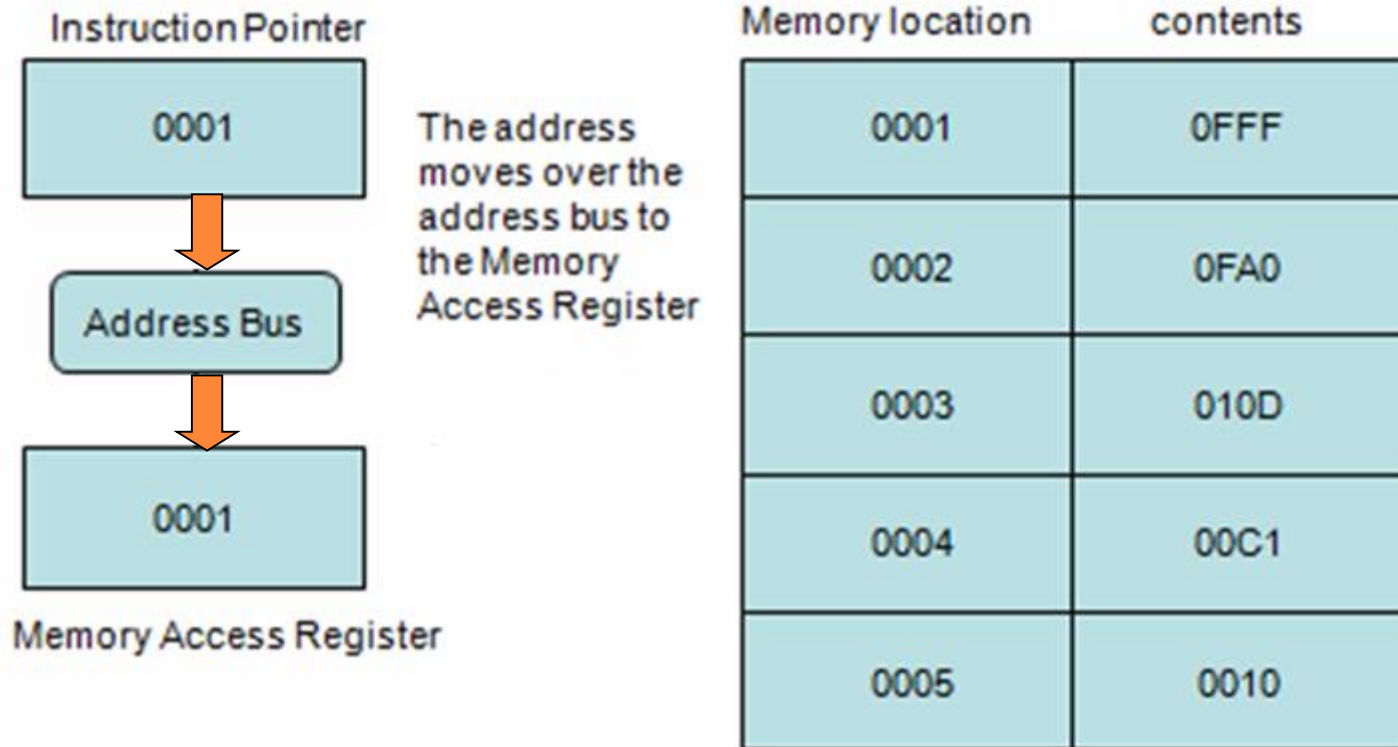 Instruction Pointer
0001
The address
moves over the
address bus to
the Memory
Access Register
Address Bus
0001
Memory Access Register
Memory location contents
0001 0FFF
0002 0FA0
0003 010D
0004 00C1
0005 0010